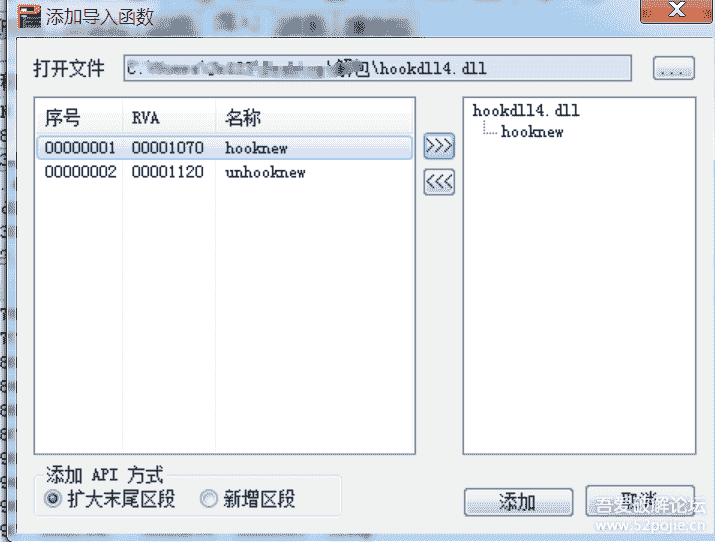 添加导入函数
打开文件 C:\hookdll4.dll ....
序号 RVA 名称
00000001 00001070 hooknew
00000002 00001120 unhooknew
>>>
<<<
hookdll4.dll
hooknew
添加 API 方式
扩大末尾区段 新增区段
添加 取消
吾爱破解论坛
www.52pojie.cn